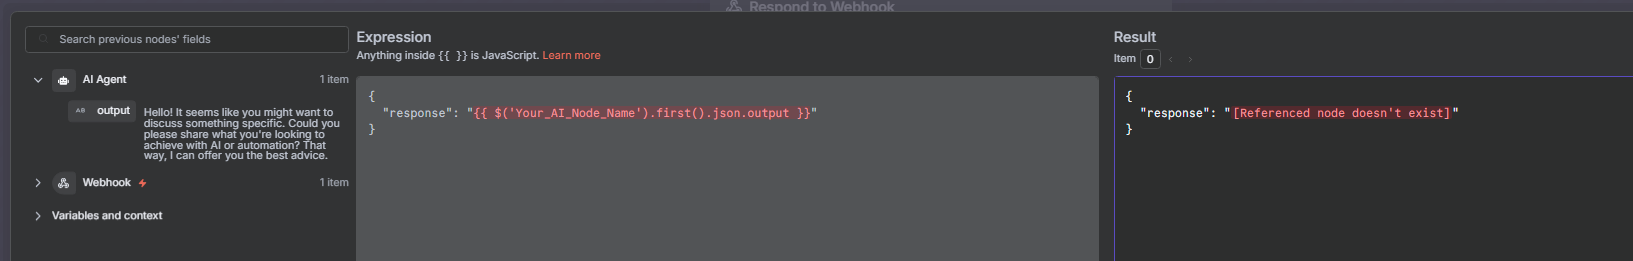 Respond to Webhook
Search previous nodes' fields
AI Agent 1 item
AB output Hello! It seems like you might want to
discuss something specific. Could you
please share what you're looking to
achieve with AI or automation? That
way, I can offer you the best advice.
Webhook 1 item
Variables and context
Expression
Anything inside {{ }} is JavaScript. Learn more
{
"response": "{{ $('Your_AI_Node_Name').first().json.output }}"
}
Result
Item 0
{
"response": "[Referenced node doesn't exist]"
}